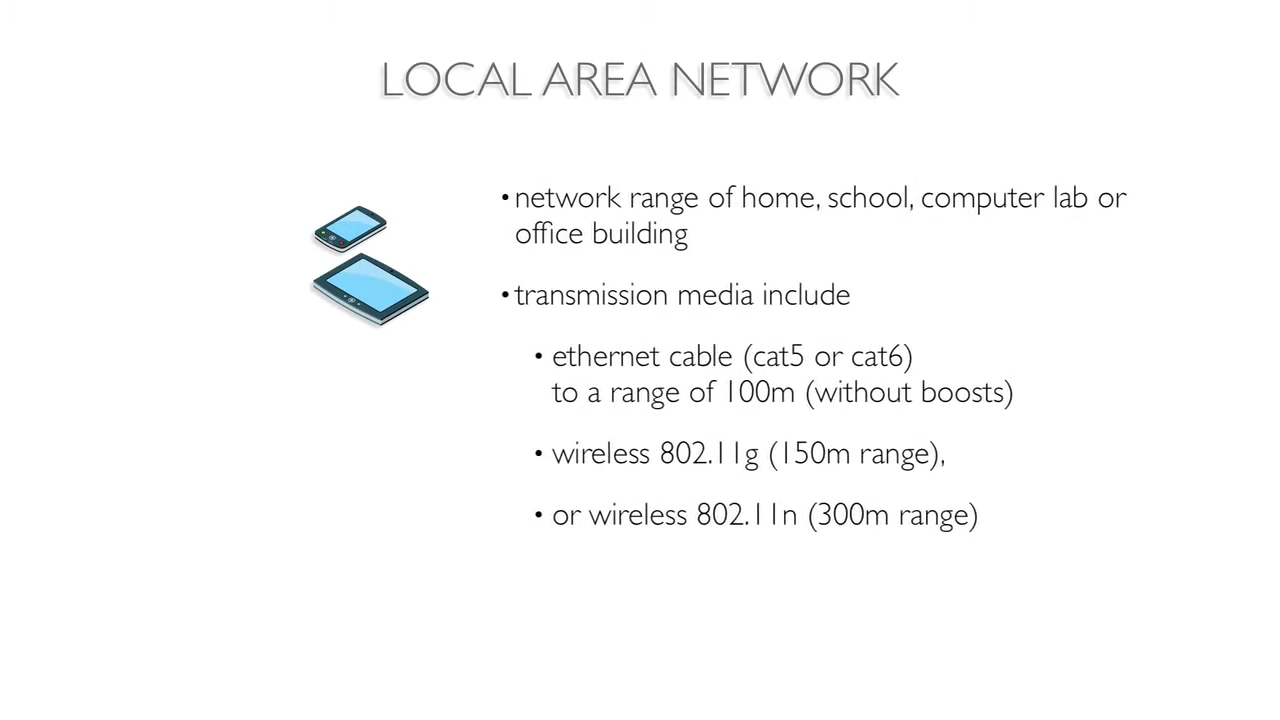 LOCAL AREA NETWORK
•network range of home, school, computer lab or
office building
•transmission media include
• ethernet cable (cat5 or cat6)
to a range of 100m (without boosts)
• wireless 802.11g (150m range),
• or wireless 802.11n (300m range)